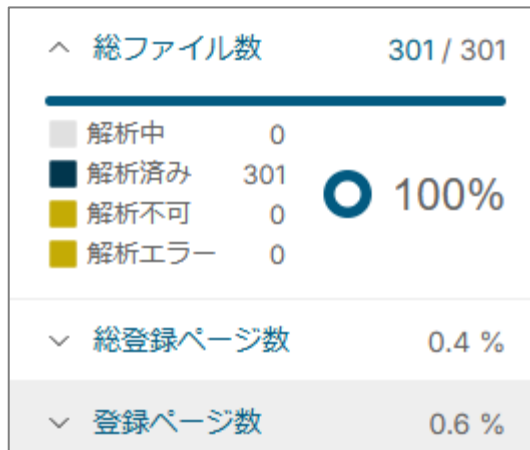 総ファイル数 301 / 301
解析中 0
解析済み 301
解析不可 0
解析エラー 0
100%
総登録ページ数 0.4 %
登録ページ数 0.6 %